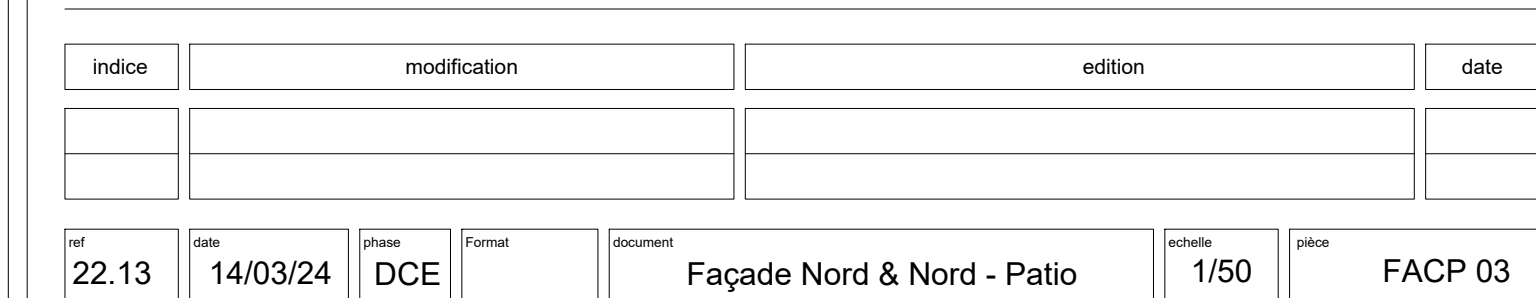 indice modification edition date
ref date phase Format document echelle pièce
22.13 14/03/24 DCE Façade Nord & Nord - Patio 1/50 FACP 03